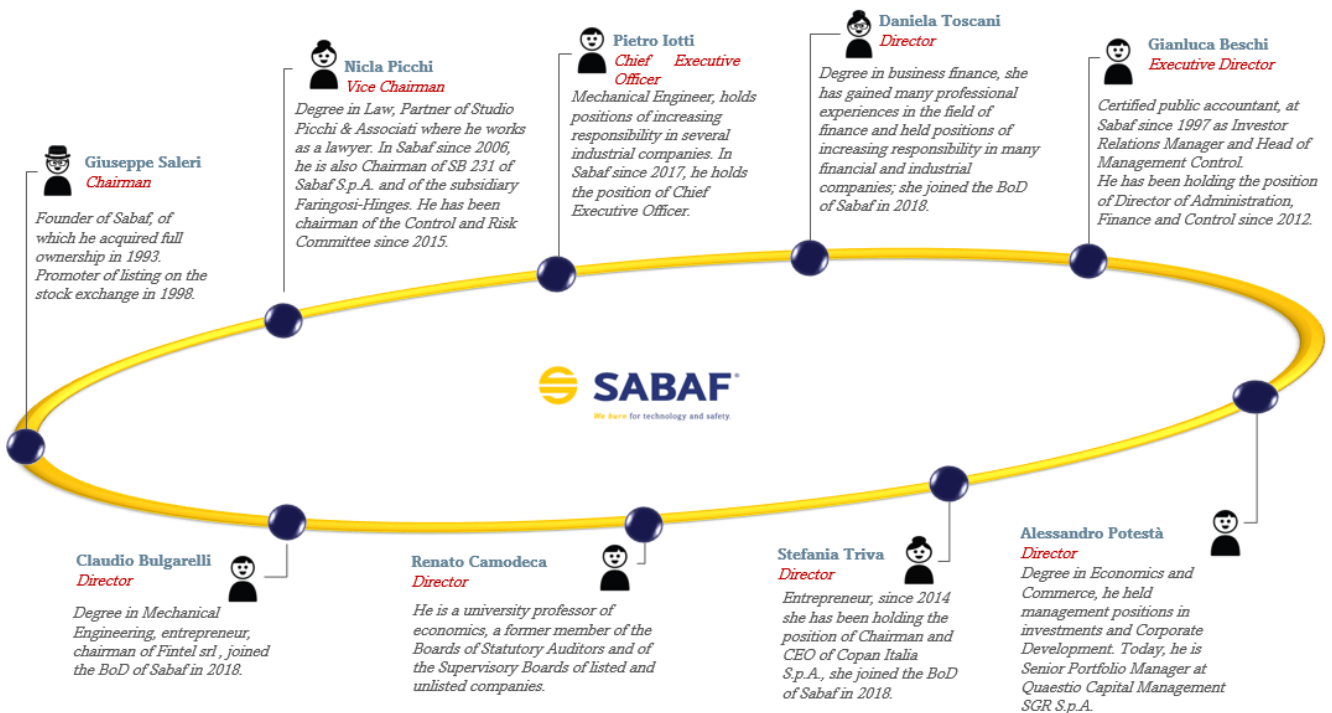 Giuseppe Saleri
Chairman
Founder of Sabaf, of
which he acquired full
ownership in 1993.
Promoter of listing on the
stock exchange in 1998.
Nicla Picchi
Vice Chairman
Degree in Law, Partner of Studio
Picchi & Associati where he works
as a lawyer. In Sabaf since 2006,
he is also Chairman of SB 231 of
Sabaf S.p.A. and of the subsidiary
Faringosi-Hinges. He has been
chairman of the Control and Risk
Committee since 2015.
Pietro Iotti
Chief Executive
Officer
Mechanical Engineer, holds
positions of increasing
responsibility in several
industrial companies. In
Sabaf since 2017, he holds
the position of Chief
Executive Officer.
Daniela Toscani
Director
Degree in business finance, she
has gained many professional
experiences in the field of
finance and held positions of
increasing responsibility in many
financial and industrial
companies; she joined the BoD
of Sabaf in 2018.
Gianluca Beschi
Executive Director
Certified public accountant, at
Sabaf since 1997 as Investor
Relations Manager and Head of
Management Control.
He has been holding the position
of Director of Administration,
Finance and Control since 2012.
SABAF®
We burn for technology and safety.
Claudio Bulgarelli
Director
Degree in Mechanical
Engineering, entrepreneur,
chairman of Fintel srl , joined
the BoD of Sabaf in 2018.
Renato Camodeca
Director
He is a university professor of
economics, a former member of the
Boards of Statutory Auditors and of
the Supervisory Boards of listed and
unlisted companies.
Stefania Triva
Director
Entrepreneur, since 2014
she has been holding the
position of Chairman and
CEO of Copan Italia
S.p.A., she joined the BoD
of Sabaf in 2018.
Alessandro Potestà
Director
Degree in Economics and
Commerce, he held
management positions in
investments and Corporate
Development. Today, he is
Senior Portfolio Manager at
Quaestio Capital Management
SGR S.p.A.